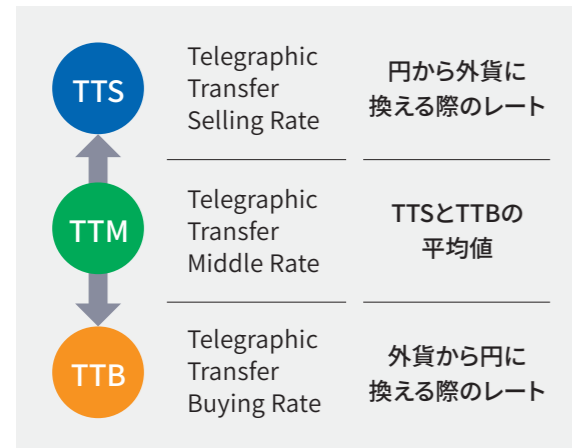 TTS
Telegraphic
Transfer
Selling Rate
円から外貨に
換える際のレート
TTM
Telegraphic
Transfer
Middle Rate
TTSとTTBの
平均値
TTB
Telegraphic
Transfer
Buying Rate
外貨から円に
換える際のレート